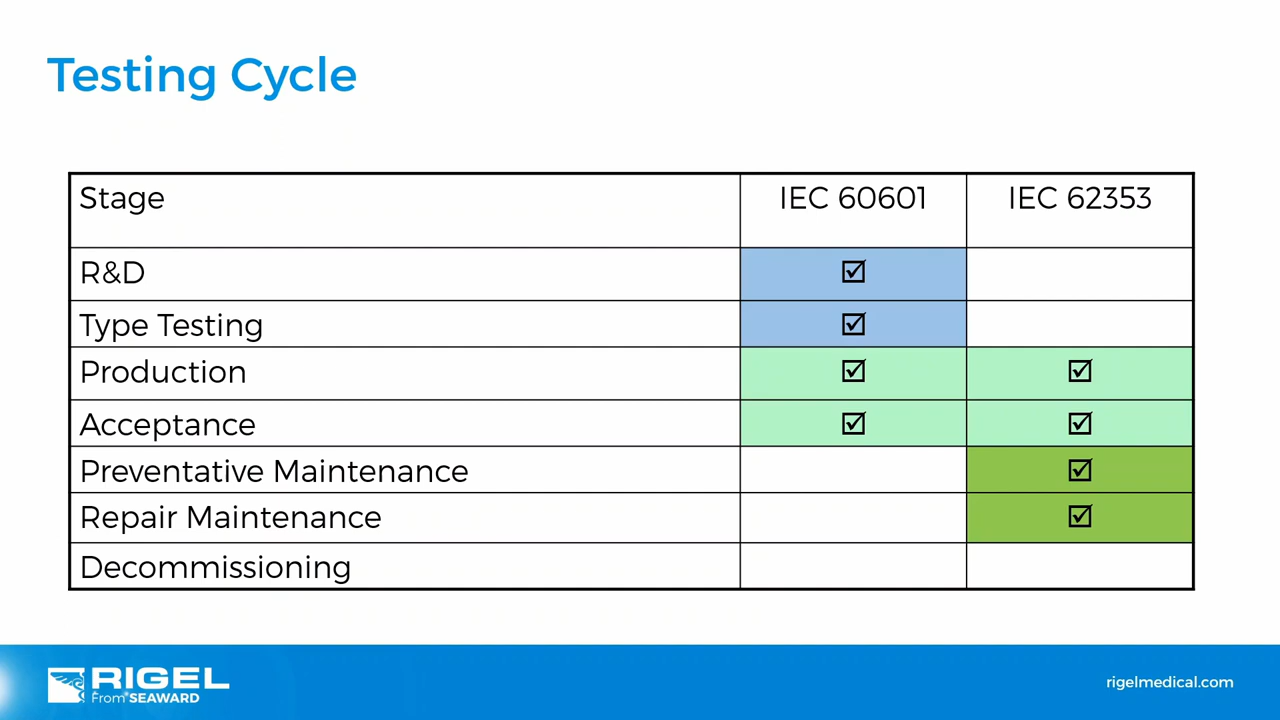 Testing Cycle
Stage IEC 60601 IEC 62353
R&D ☑
Type Testing ☑
Production ☑ ☑
Acceptance ☑ ☑
Preventative Maintenance ☑
Repair Maintenance ☑
Decommissioning
RIGEL
From SEAWARD
rigelmedical.com